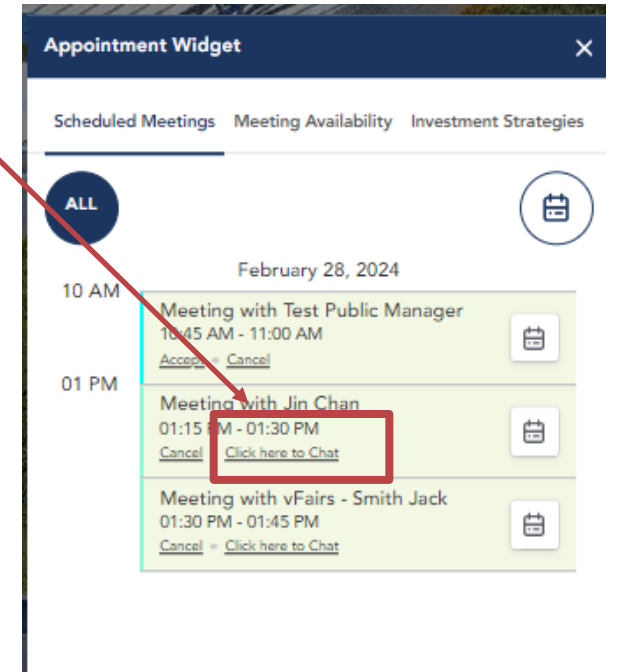 Appointment Widget
Scheduled Meetings Meeting Availability Investment Strategies
ALL
February 28, 2024
10 AM
Meeting with Test Public Manager
10:45 AM - 11:00 AM
Accept Cancel
01 PM
Meeting with Jin Chan
01:15 PM - 01:30 PM
Cancel Click here to Chat
Meeting with vFairs - Smith Jack
01:30 PM - 01:45 PM
Cancel Click here to Chat